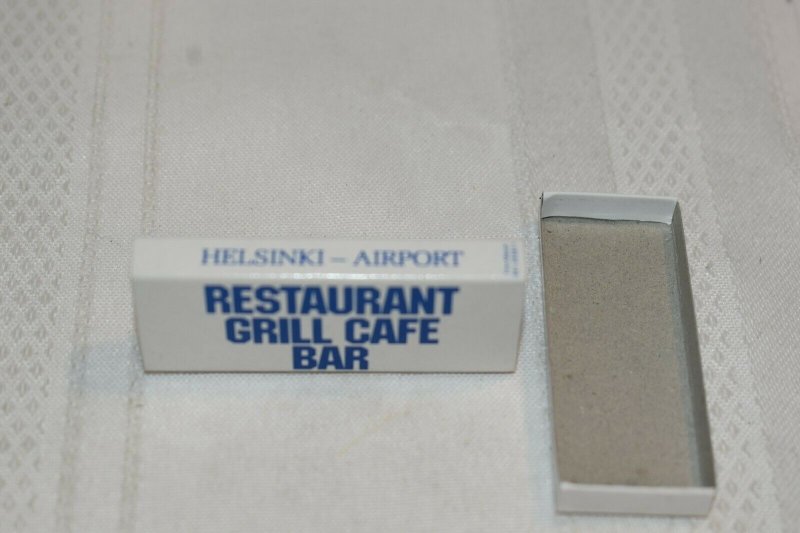 HELSINKI – AIRPORT
RESTAURANT
GRILL CAFE
BAR